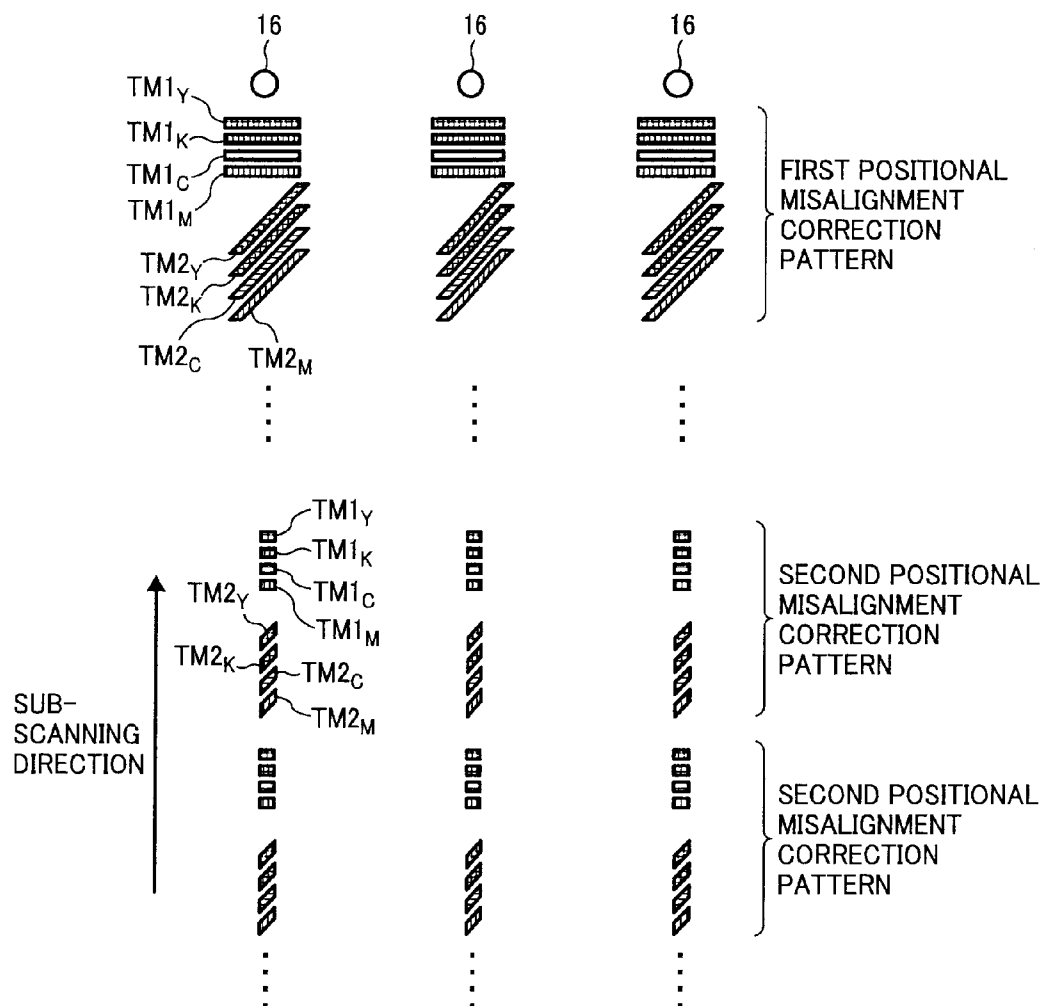 16 16 16
TM1Y
TM1K
TM1C
TM1M
TM2Y
TM2K
TM2C
TM2M
FIRST POSITIONAL
MISALIGNMENT
CORRECTION
PATTERN
TM1Y
TM1K
TM1C
TM1M
TM2Y
TM2K
TM2C
TM2M
SECOND POSITIONAL
MISALIGNMENT
CORRECTION
PATTERN
SUB-
SCANNING
DIRECTION
SECOND POSITIONAL
MISALIGNMENT
CORRECTION
PATTERN